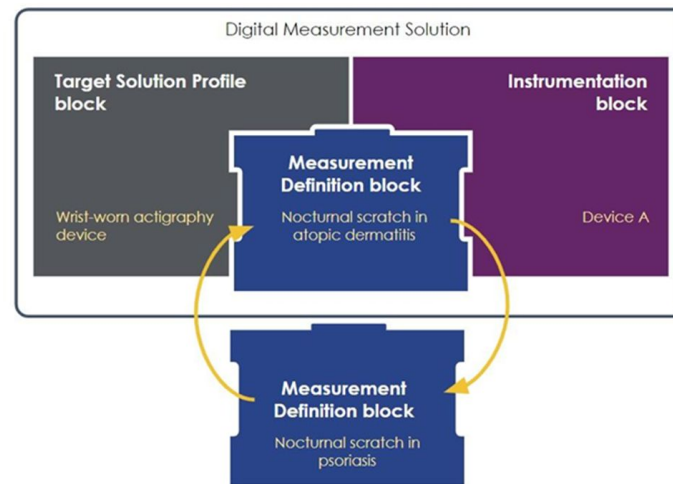 Digital Measurement Solution
Target Solution Profile
block
Instrumentation
block
Measurement
Definition block
Wrist-worn actigraphy
device
Nocturnal scratch in
atopic dermatitis
Device A
Measurement
Definition block
Nocturnal scratch in
psoriasis